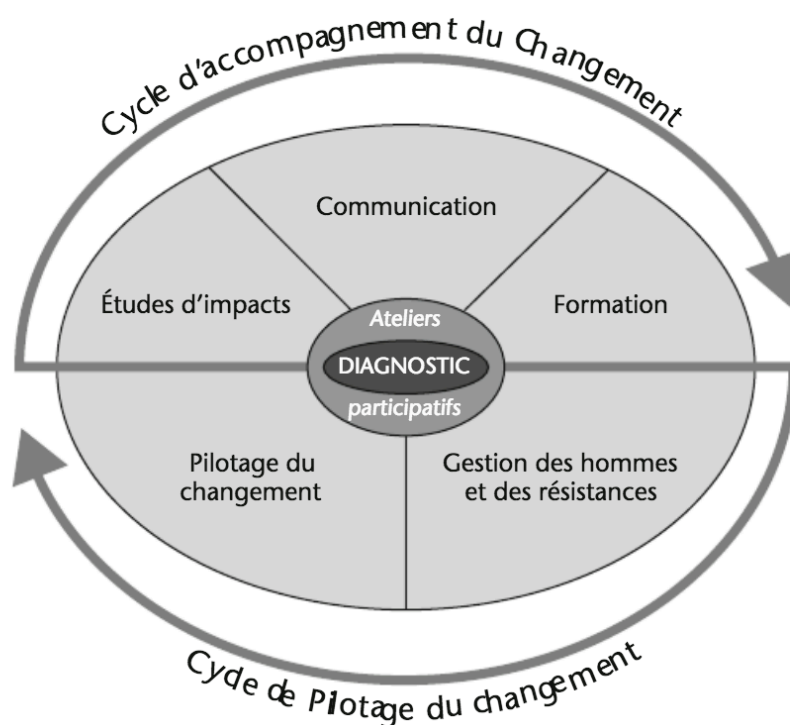 Cycle d'accompagnement du Changement
Communication
Études d'impacts
Formation
Ateliers
DIAGNOSTIC
participatifs
Pilotage du
changement
Gestion des hommes
et des résistances
Cycle de Pilotage du changement